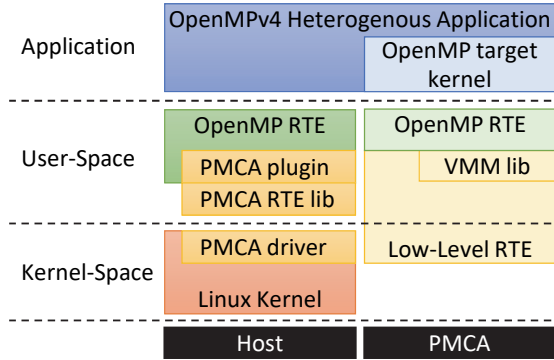 OpenMPv4 Heterogenous Application
Application
OpenMP target
kernel
OpenMP RTE
OpenMP RTE
User-Space
PMCA plugin
VMM lib
PMCA RTE lib
PMCA driver
Low-Level RTE
Kernel-Space
Linux Kernel
Host
PMCA